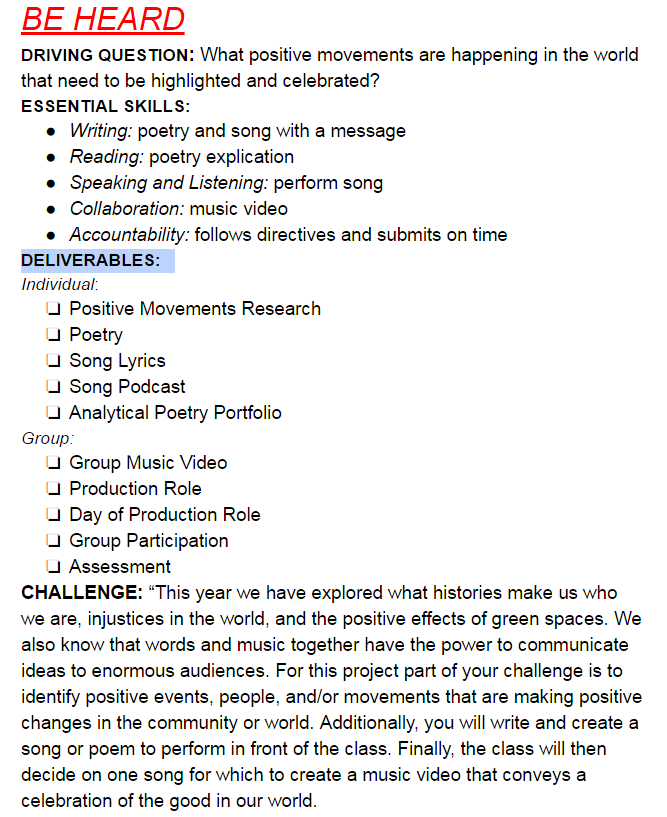 BE HEARD
DRIVING QUESTION: What positive movements are happening in the world
that need to be highlighted and celebrated?
ESSENTIAL SKILLS:
● Writing: poetry and song with a message
● Reading: poetry explication
● Speaking and Listening: perform song
● Collaboration: music video
● Accountability: follows directives and submits on time
DELIVERABLES:
Individual:
❏ Positive Movements Research
❏ Poetry
❏ Song Lyrics
❏ Song Podcast
❏ Analytical Poetry Portfolio
Group:
❏ Group Music Video
❏ Production Role
❏ Day of Production Role
❏ Group Participation
❏ Assessment
CHALLENGE: “This year we have explored what histories make us who
we are, injustices in the world, and the positive effects of green spaces. We
also know that words and music together have the power to communicate
ideas to enormous audiences. For this project part of your challenge is to
identify positive events, people, and/or movements that are making positive
changes in the community or world. Additionally, you will write and create a
song or poem to perform in front of the class. Finally, the class will then
decide on one song for which to create a music video that conveys a
celebration of the good in our world.